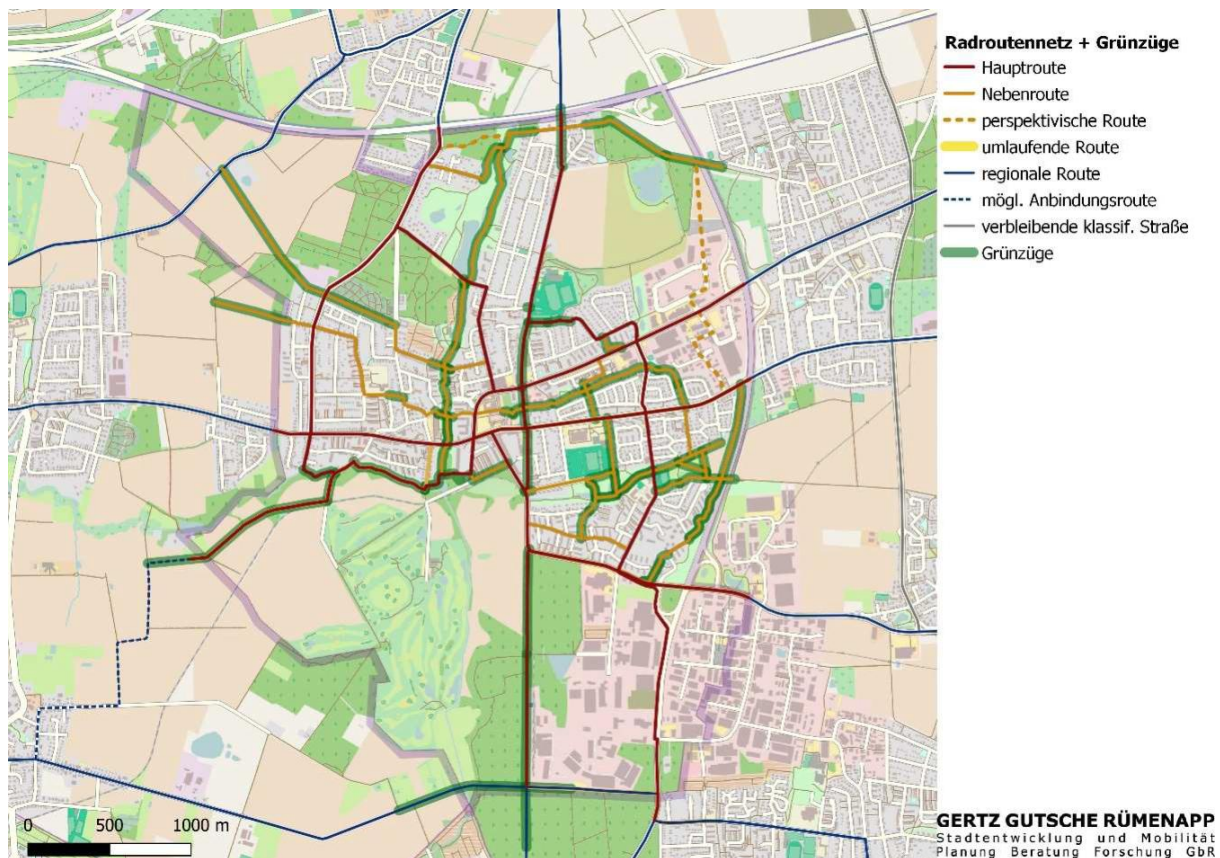 Radroutennetz + Grünzüge
Hauptroute
Nebenroute
perspektivische Route
umlaufende Route
regionale Route
mögl. Anbindungsroute
verbleibende klassif. Straße
Grünzüge
0 500 1000 m
GERTZ GUTSCHE RÜMENAPP
Stadtentwicklung und Mobilität
Planung Beratung Forschung GbR